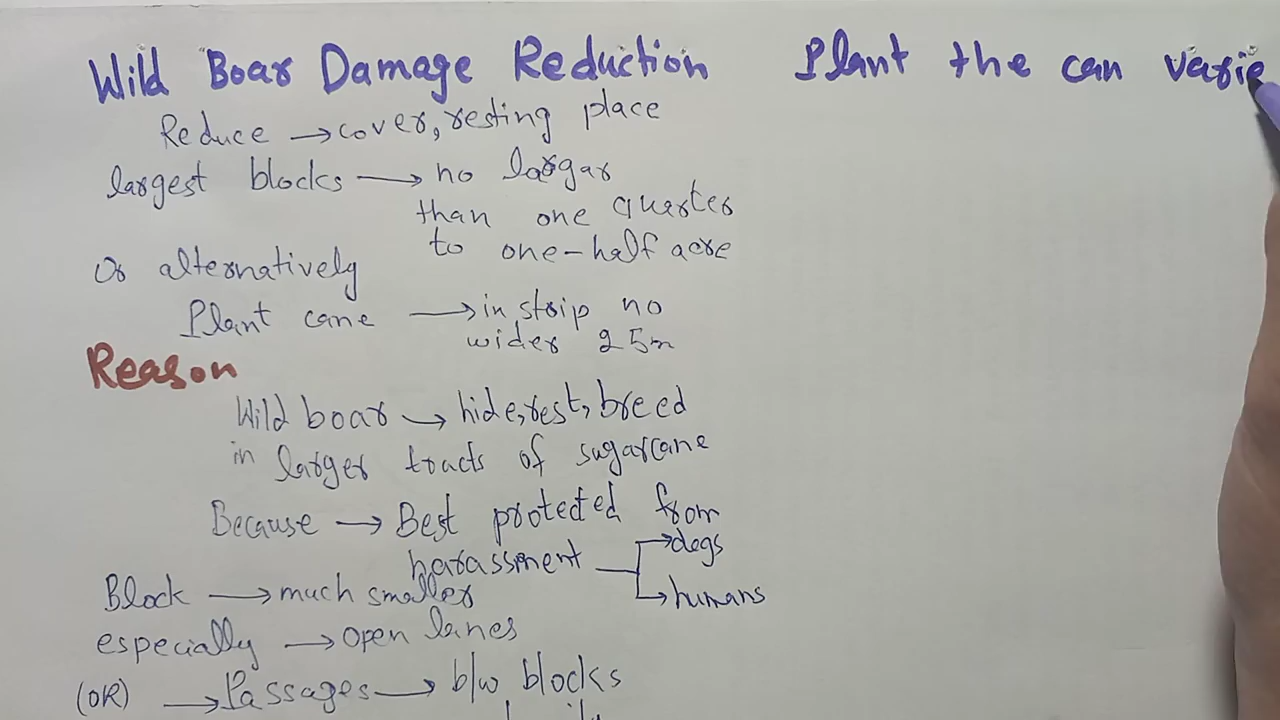 Wild Boar Damage Reduction
Reduce → cover, resting place
largest blocks → no largar
than one quarter
to one-half acre
Or alternatively
Plant cane → in strip no
wider 25m
Reason
Wild boar → hide, rest, breed
in larger tracts of sugarcane
Because → Best protected from
harassment → dogs
→ humans
Block → much smaller
especially → open lanes
(OR) → Passages → b/w blocks
Plant the can varie